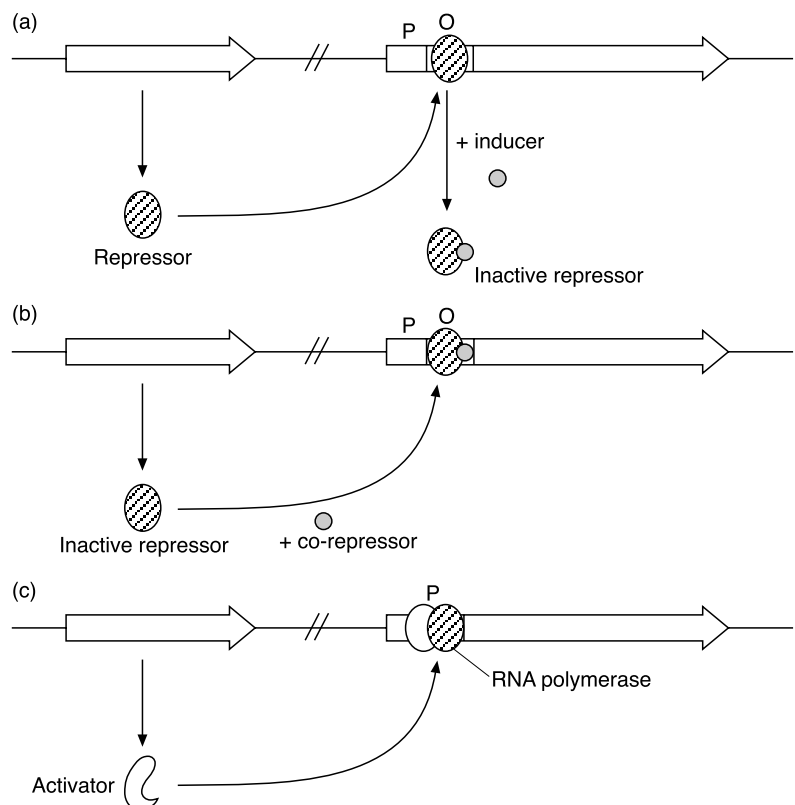 (a)
P O
+ inducer
Repressor
Inactive repressor
(b)
P O
Inactive repressor
+ co-repressor
(c)
P
RNA polymerase
Activator